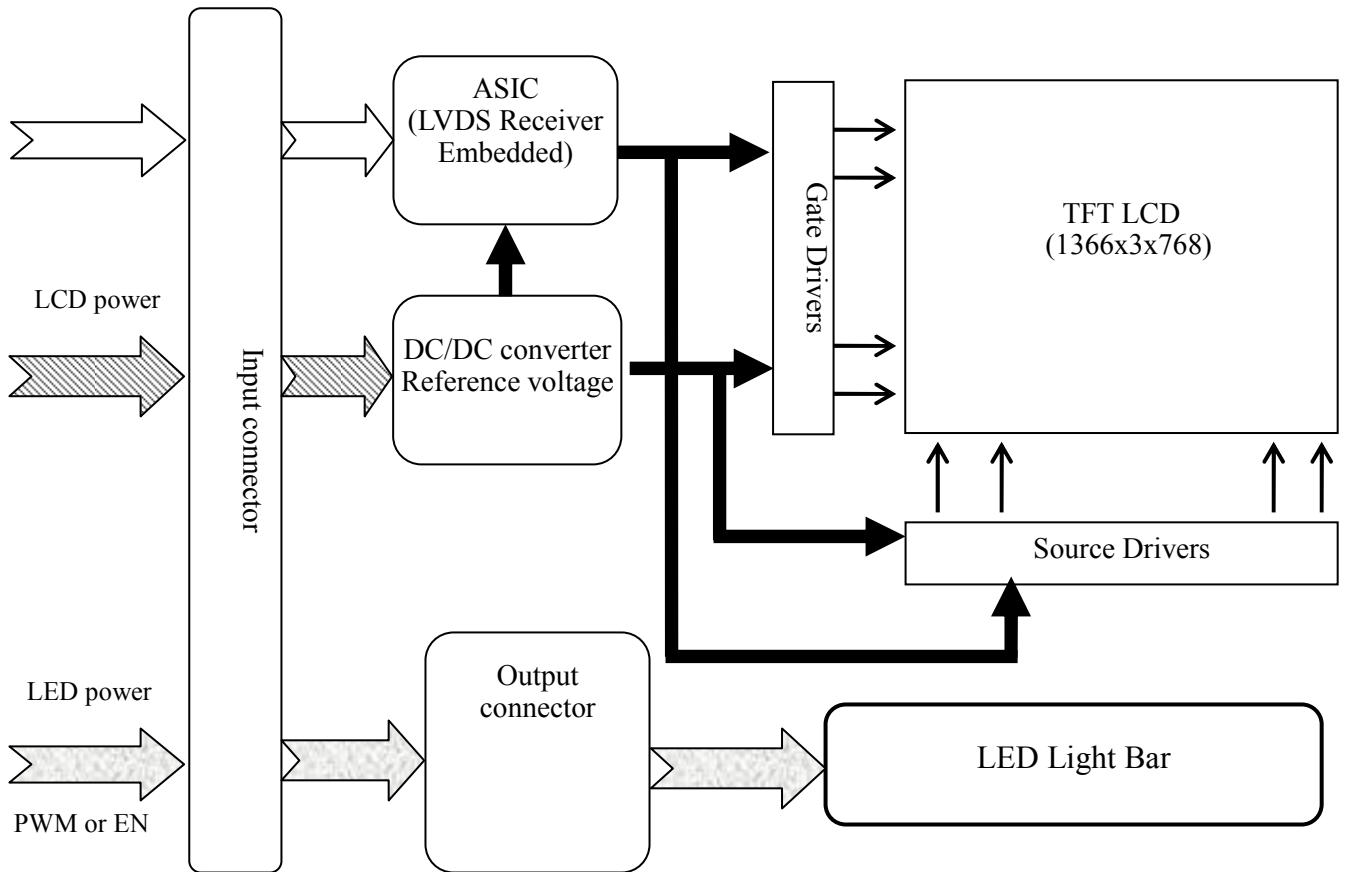 ASIC
(LVDS Receiver
Embedded)
Gate Drivers
TFT LCD
(1366x3x768)
LCD power
Input connector
DC/DC converter
Reference voltage
Source Drivers
LED power
Output
connector
LED Light Bar
PWM or EN